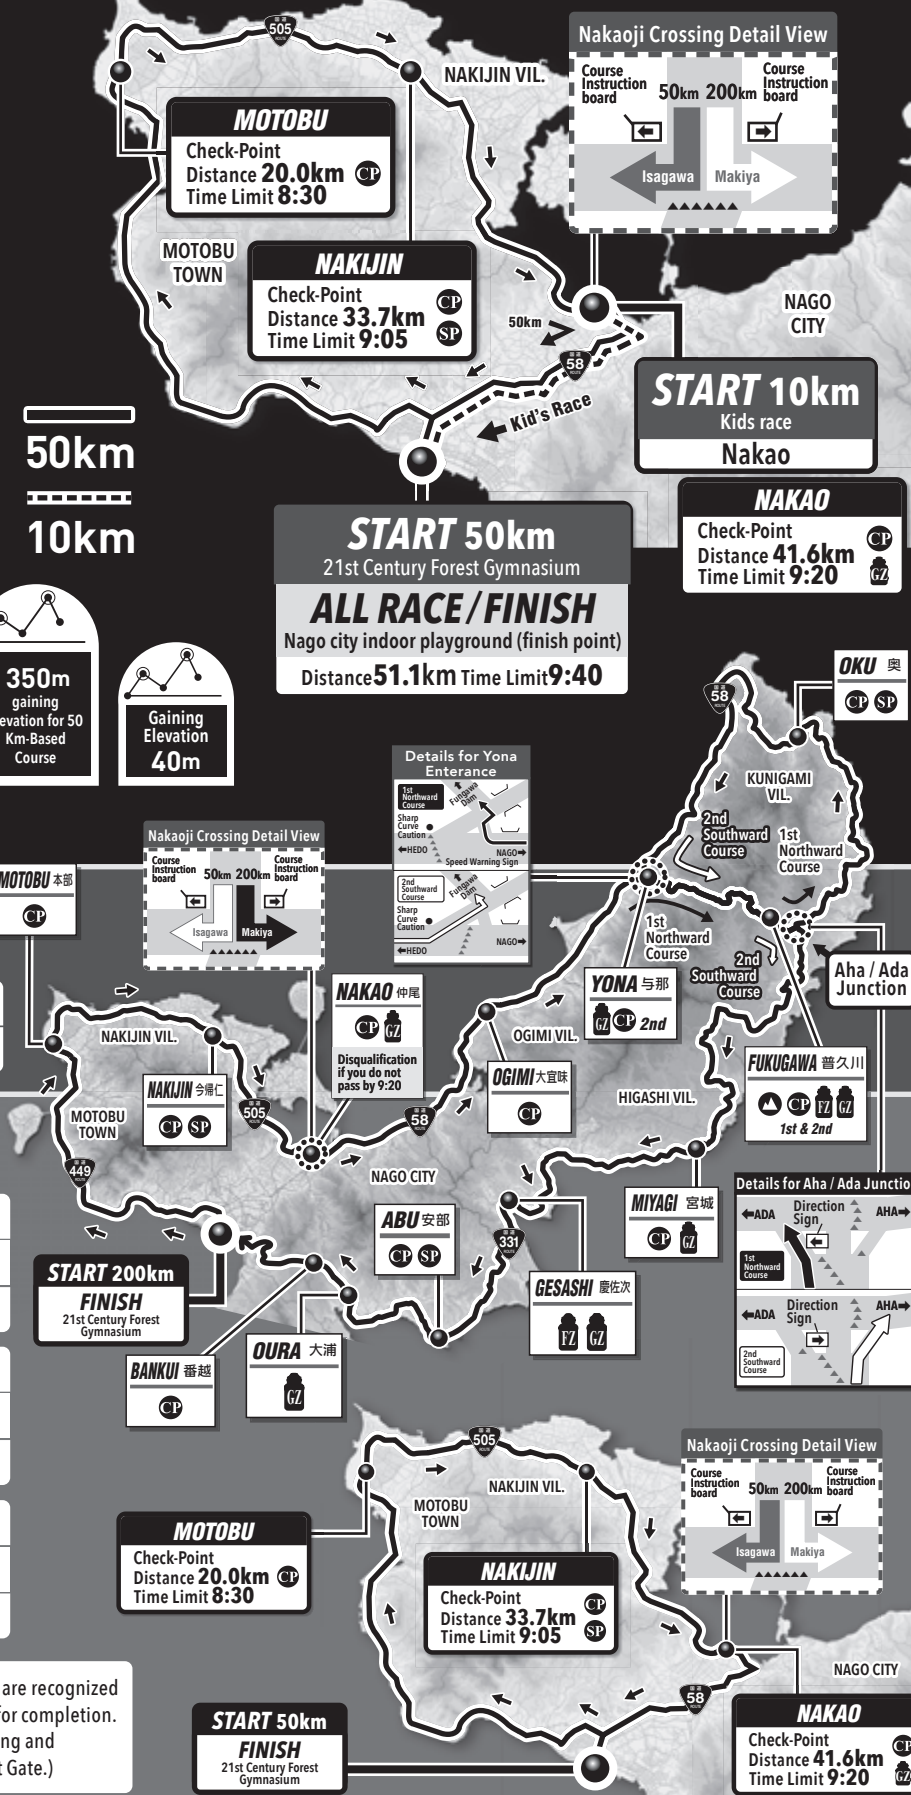 505
ROUTE
NAKIJIN VIL.
Nakaoji Crossing Detail View
Course
Instruction
board
50km 200km
Course
Instruction
board
Isagawa
Makiya
MOTOBU
Check-Point
Distance 20.0km CP
Time Limit 8:30
MOTOBU
TOWN
NAKIJIN
Check-Point
Distance 33.7km
Time Limit 9:05
CP
SP
NAGO
CITY
50km
58
ROUTE
Kid's Race
START 10km
Kids race
Nakao
50km
10km
NAKAO
Check-Point
Distance 41.6km
Time Limit 9:20
CP
GZ
START 50km
21st Century Forest Gymnasium
ALL RACE/FINISH
Nago city indoor playground (finish point)
Distance 51.1km Time Limit 9:40
350m
gaining
evation for 50
Km-Based
Course
Gaining
Elevation
40m
OKU 奥
CP SP
58
ROUTE
KUNIGAMI
VIL.
2nd
Southward
Course
1st
Northward
Course
Details for Yona
Enterance
1st
Northward
Course
Fungawa
Dam
Sharp
Curve
Caution
←HEDO
NAGO→
Speed Warning Sign
2nd
Southward
Course
Fungawa
Dam
Sharp
Curve
Caution
←HEDO
NAGO→
Nakaoji Crossing Detail View
Course
Instruction
board
50km 200km
Course
Instruction
board
Isagawa
Makiya
MOTOBU 本部
CP
1st
Northward
Course
2nd
Southward
Course
Aha / Ada
Junction
YONA 与那
GZ CP 2nd
NAKAO 仲尾
CP GZ
Disqualification
if you do not
pass by 9:20
NAKIJIN VIL.
OGIMI VIL.
OGIMI 大宜味
CP
FUKUGAWA 普久川
CP FZ GZ
1st & 2nd
NAKIJIN 今帰仁
CP SP
505
ROUTE
58
ROUTE
HIGASHI VIL.
MOTOBU
TOWN
449
ROUTE
NAGO CITY
MIYAGI 宮城
CP GZ
Details for Aha / Ada Junctio
←ADA
Direction
Sign
AHA→
1st
Northward
Course
←ADA
Direction
Sign
AHA→
2nd
Southward
Course
ABU 安部
CP SP
331
ROUTE
START 200km
FINISH
21st Century Forest
Gymnasium
GESASHI 慶佐次
FZ GZ
BANKUI 番越
CP
OURA 大浦
GZ
505
ROUTE
NAKIJIN VIL.
MOTOBU
TOWN
Nakaoji Crossing Detail View
Course
Instruction
board
50km 200km
Course
Instruction
board
Isagawa
Makiya
MOTOBU
Check-Point
Distance 20.0km CP
Time Limit 8:30
NAKIJIN
Check-Point
Distance 33.7km
Time Limit 9:05
CP
SP
NAGO CITY
58
ROUTE
are recognized
for completion.
ng and
t Gate.)
START 50km
FINISH
21st Century Forest
Gymnasium
NAKAO
Check-Point
Distance 41.6km
Time Limit 9:20
CP
GZ